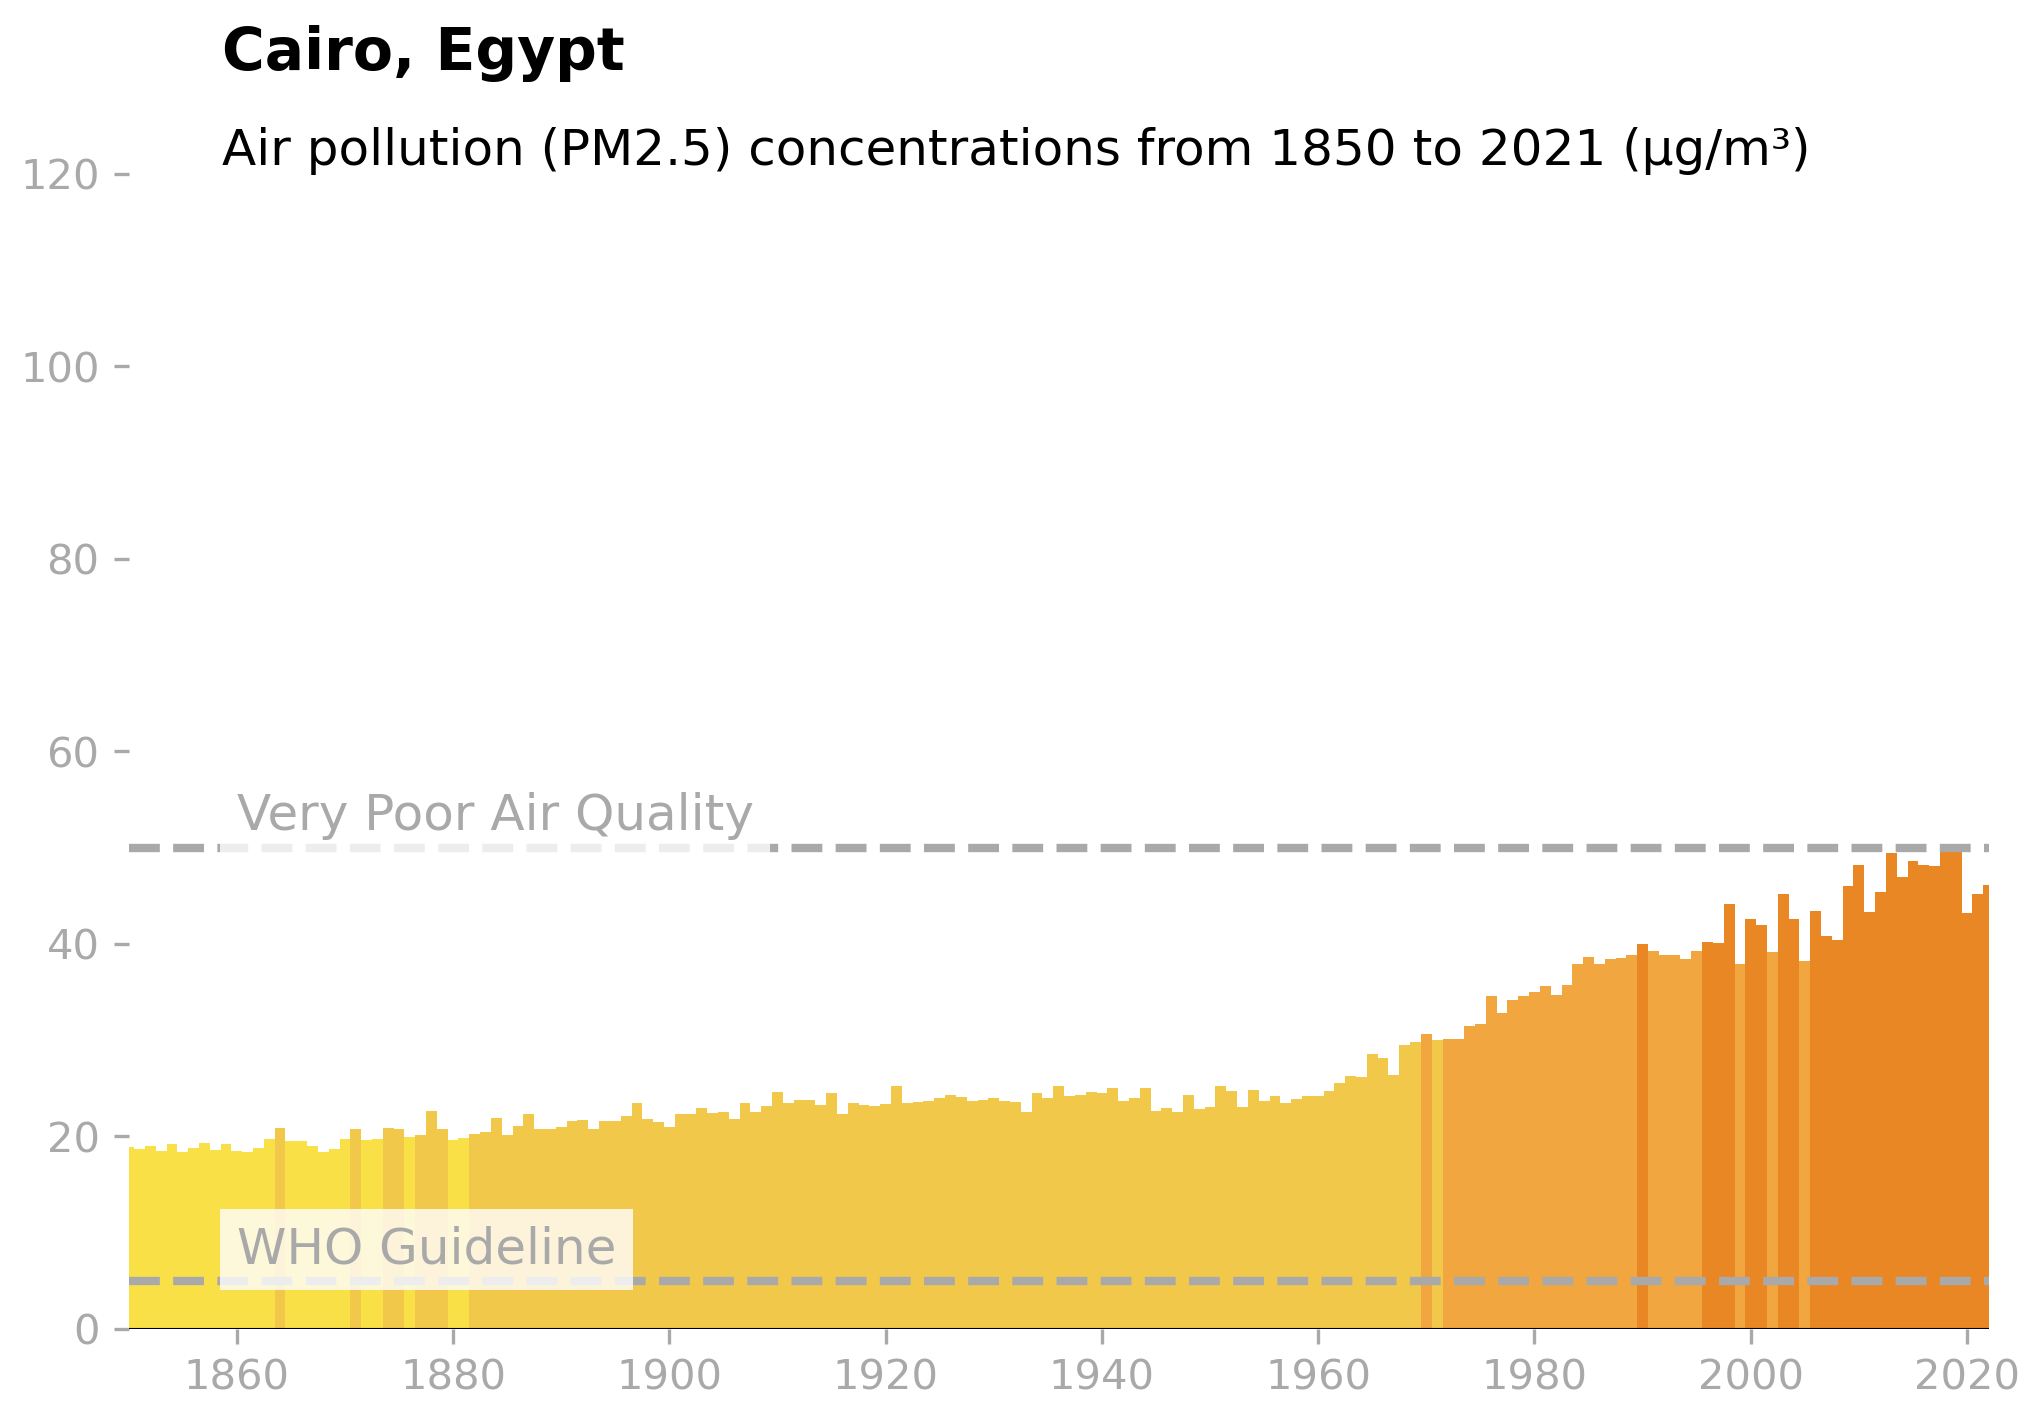 Cairo, Egypt
Air pollution (PM2.5) concentrations from 1850 to 2021 (µg/m³)
120
100
80
60
Very Poor Air Quality
40
20
WHO Guideline
0
1860 1880 1900 1920 1940 1960 1980 2000 2020